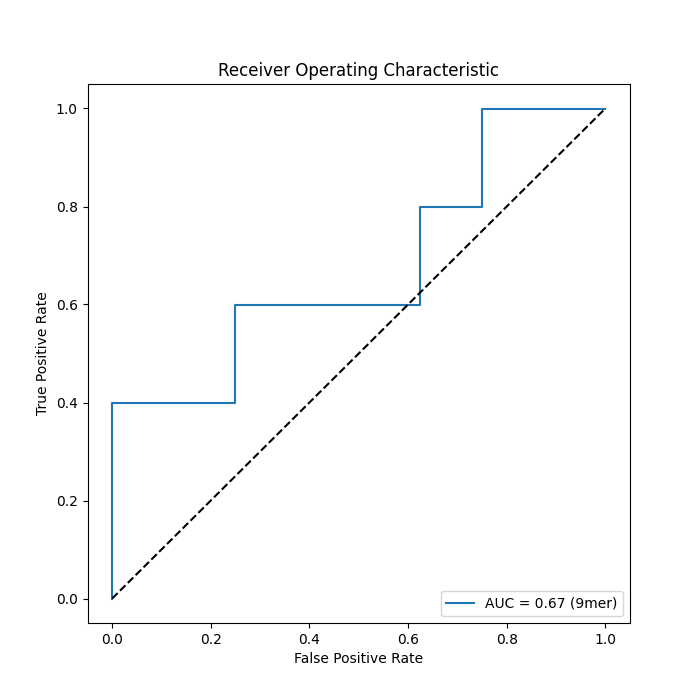 Receiver Operating Characteristic
1.0
0.8
0.6
0.4
0.2
0.0
True Positive Rate
AUC = 0.67 (9mer)
0.0 0.2 0.4 0.6 0.8 1.0
False Positive Rate